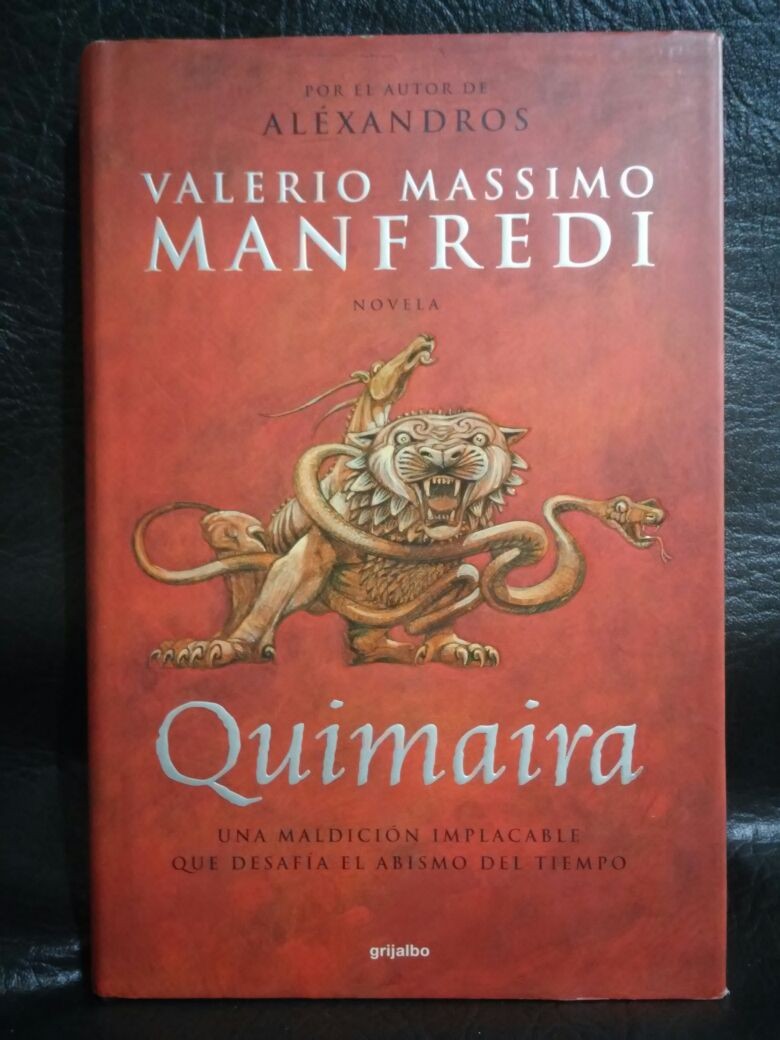 POR EL AUTOR DE
ALÉXANDROS
VALERIO MASSIMO
MANFREDI
NOVELA
Quimaira
UNA MALDICIÓN IMPLACABLE
QUE DESAFÍA EL ABISMO DEL TIEMPO
grijalbo